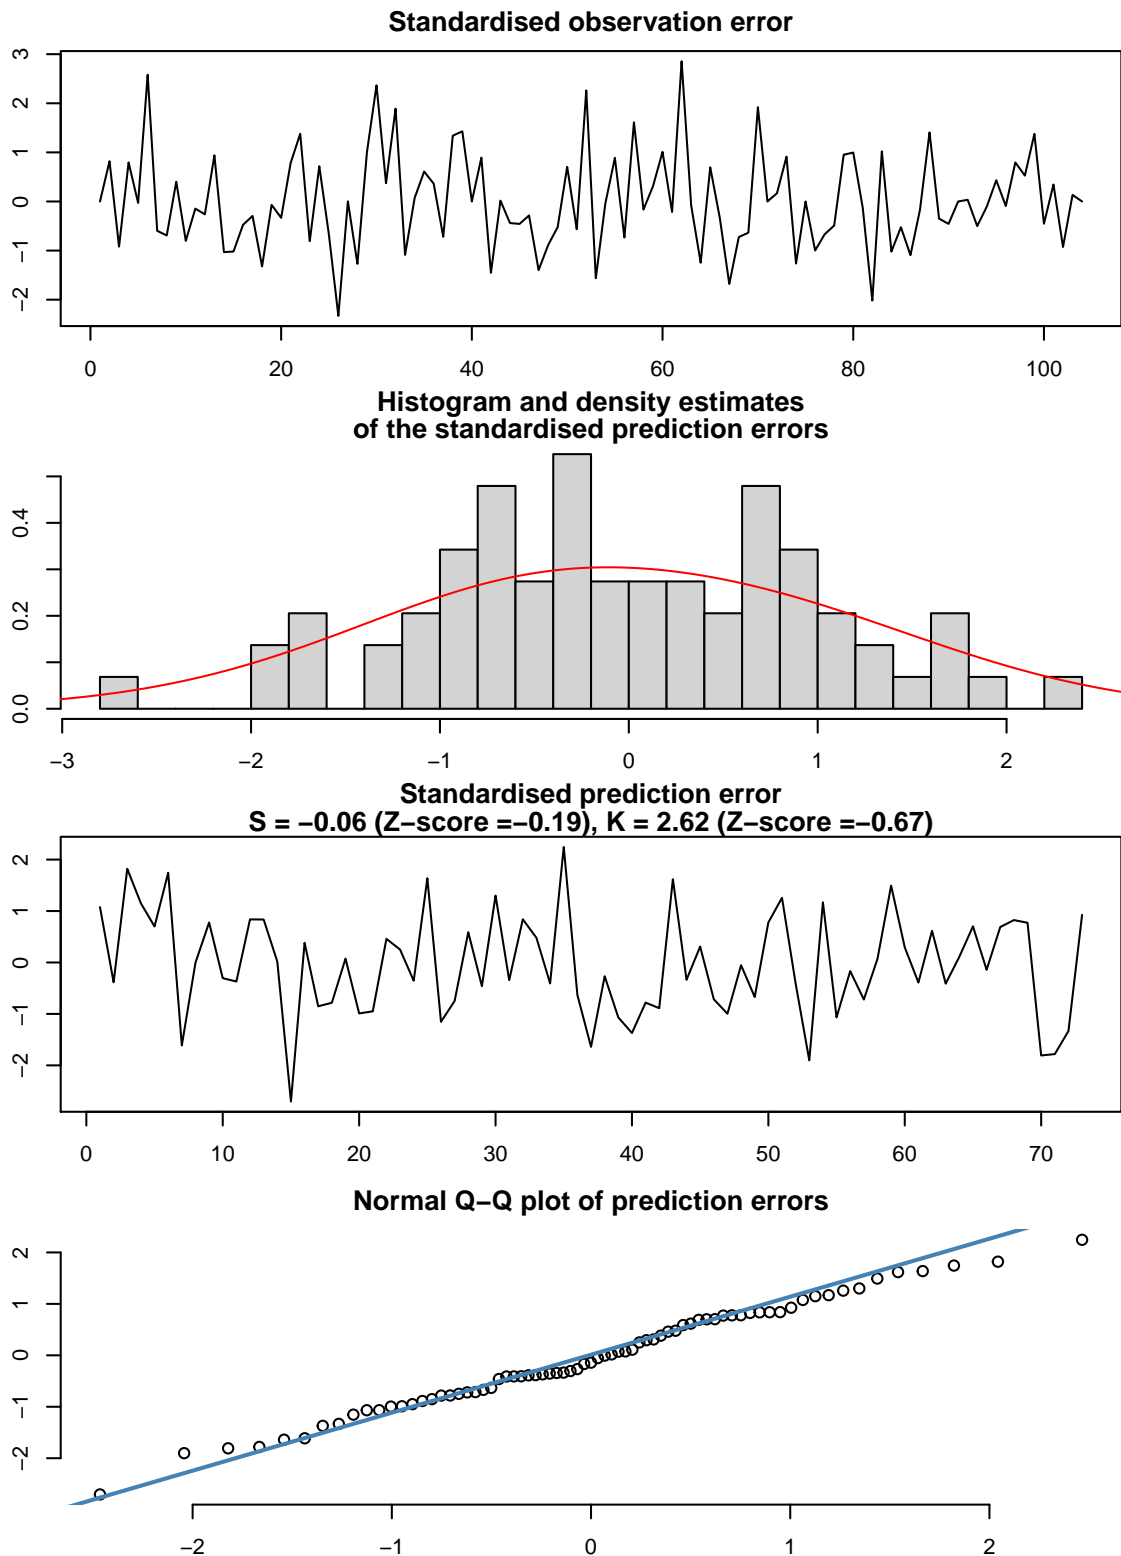 Standardised observation error
3
2
1
0
−1
−2
0 20 40 60 80 100
Histogram and density estimates
of the standardised prediction errors
0.4
0.2
0.0
−3 −2 −1 0 1 2
Standardised prediction error
S = −0.06 (Z−score =−0.19), K = 2.62 (Z−score =−0.67)
2
1
0
−1
−2
0 10 20 30 40 50 60 70
Normal Q−Q plot of prediction errors
2
1
0
−1
−2
−2 −1 0 1 2